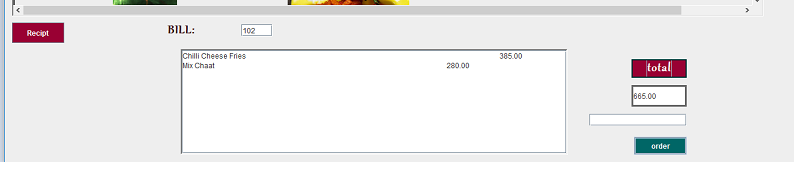 Recipt
BILL: 102
Chilli Cheese Fries 385.00
Mix Chaat 280.00
total
665.00
order